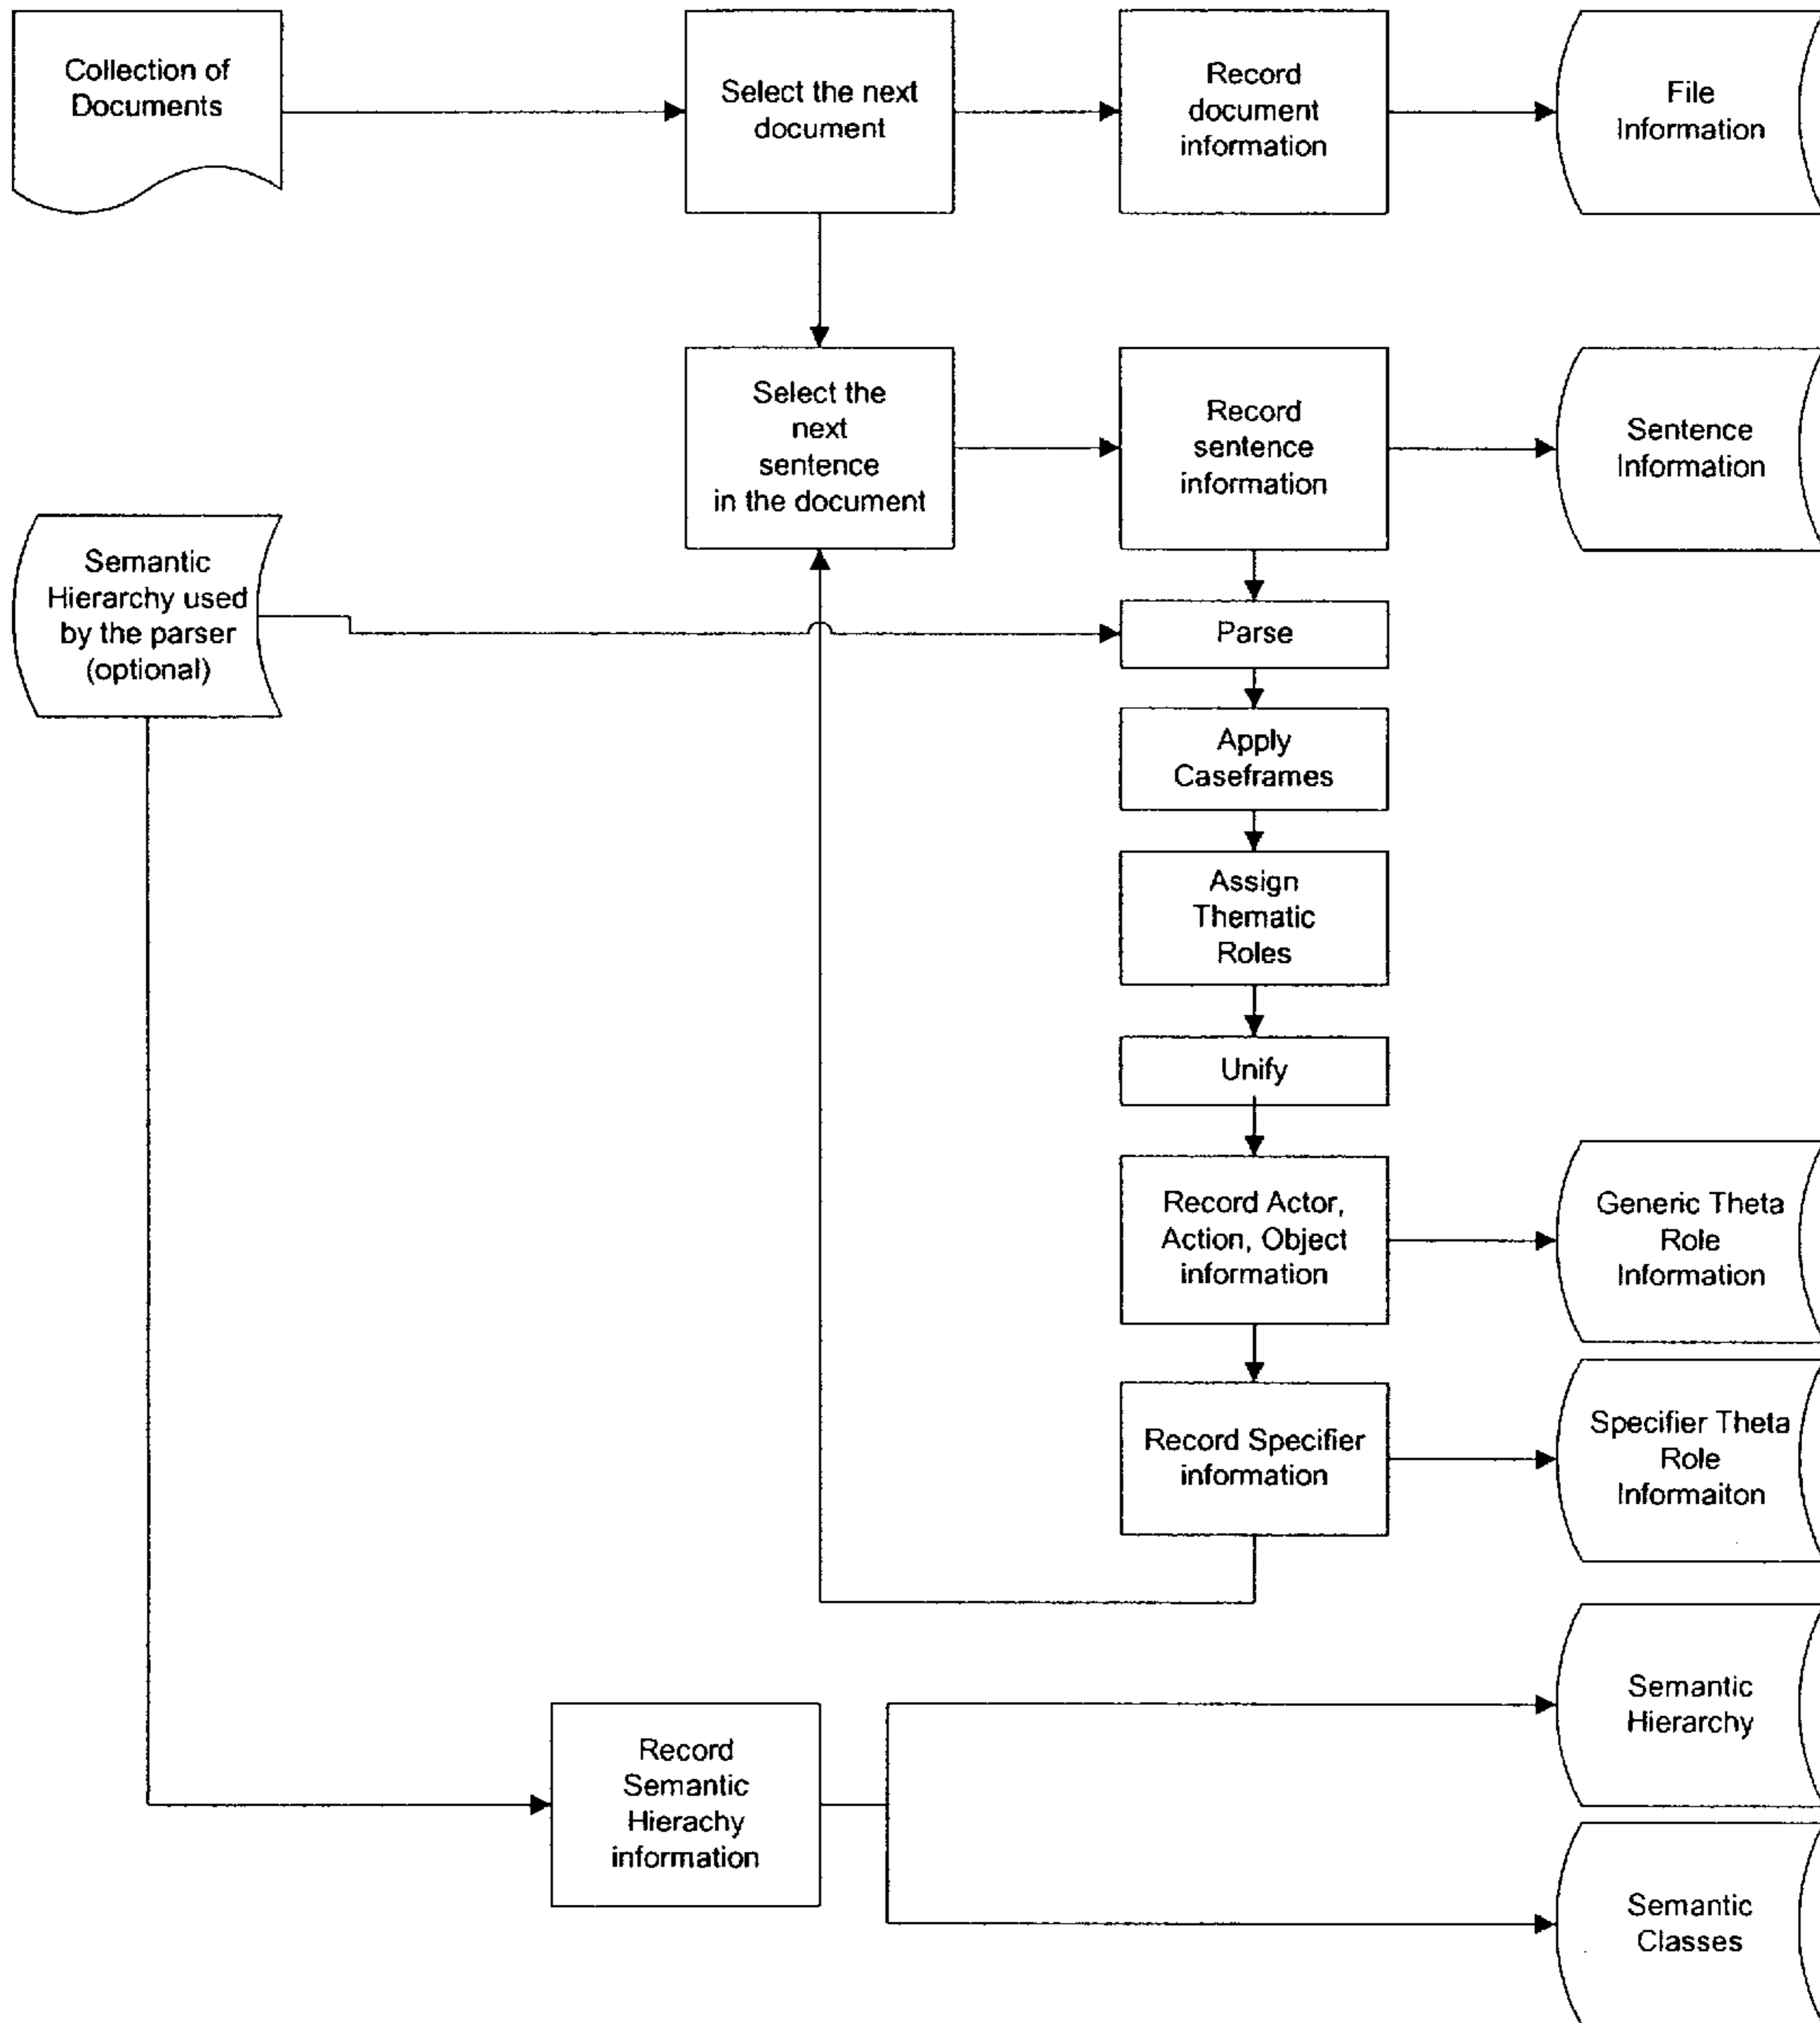 Collection of
Documents
Select the next
document
Record
document
information
File
Information
Select the
next
sentence
in the document
Record
sentence
information
Sentence
Information
Semantic
Hierarchy used
by the parser
(optional)
Parse
Apply
Caseframes
Assign
Thematic
Roles
Unify
Record Actor,
Action, Object
information
Generic Theta
Role
Information
Record Specifier
information
Specifier Theta
Role
Informaiton
Record
Semantic
Hierachy
information
Semantic
Hierarchy
Semantic
Classes